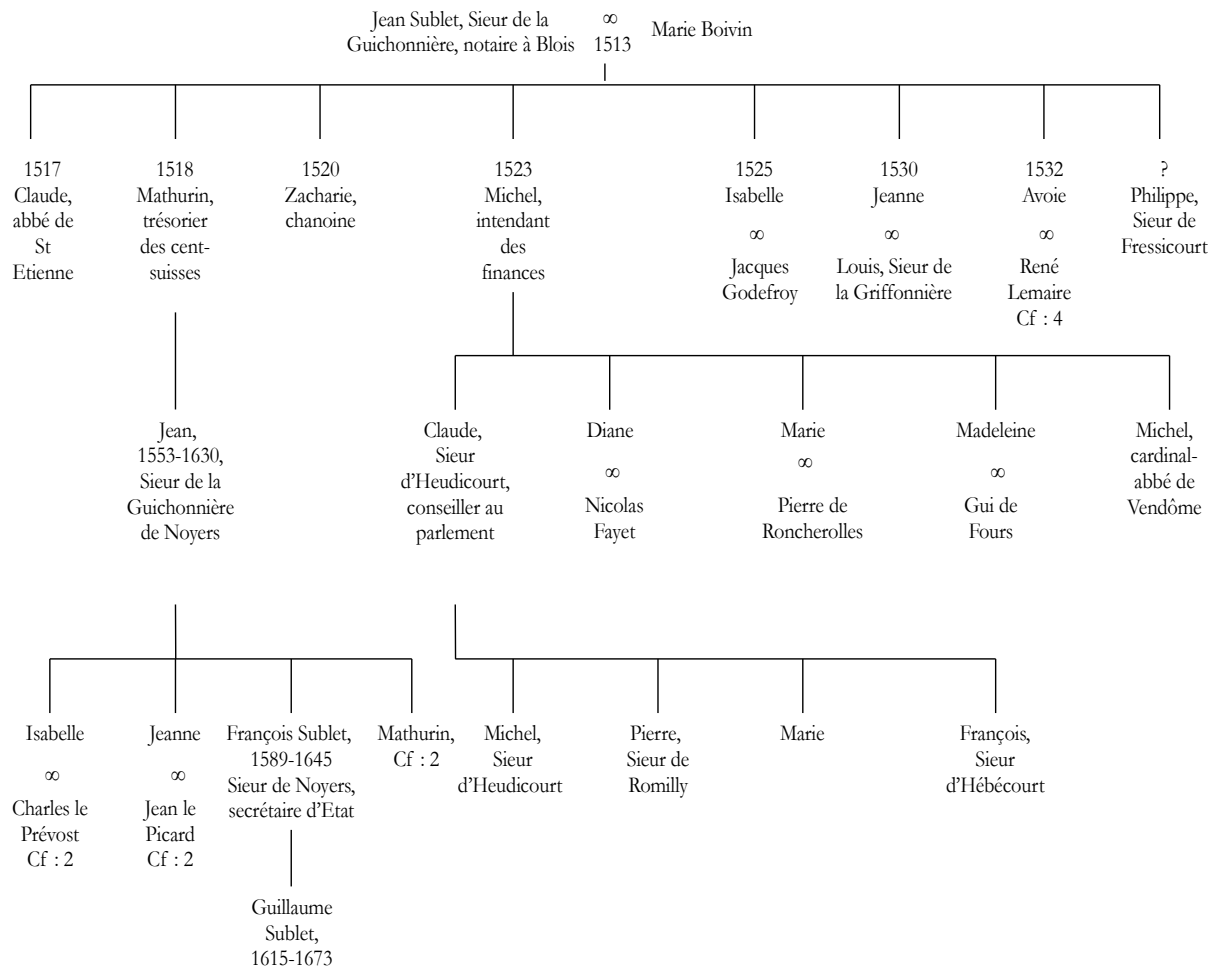 Jean Sublet, Sieur de la
Guichonnière, notaire à Blois
∞
1513
Marie Boivin
1517
Claude,
abbé de
St
Etienne
1518
Mathurin,
trésorier
des cent-
suisses
1520
Zacharie,
chanoine
1523
Michel,
intendant
des
finances
1525
Isabelle
∞
Jacques
Godefroy
1530
Jeanne
∞
Louis, Sieur de
la Griffonnière
1532
Avoie
∞
René
Lemaire
Cf : 4
?
Philippe,
Sieur de
Fressicourt
Jean,
1553-1630,
Sieur de la
Guichonnière
de Noyers
Claude,
Sieur
d’Heudicourt,
conseiller au
parlement
Diane
∞
Nicolas
Fayet
Marie
∞
Pierre de
Roncherolles
Madeleine
∞
Gui de
Fours
Michel,
cardinal-
abbé de
Vendôme
Isabelle
∞
Charles le
Prévost
Cf : 2
Jeanne
∞
Jean le
Picard
Cf : 2
François Sublet,
1589-1645
Sieur de Noyers,
secrétaire d’Etat
Mathurin,
Cf : 2
Michel,
Sieur
d’Heudicourt
Pierre,
Sieur de
Romilly
Marie
François,
Sieur
d’Hébécourt
Guillaume
Sublet,
1615-1673